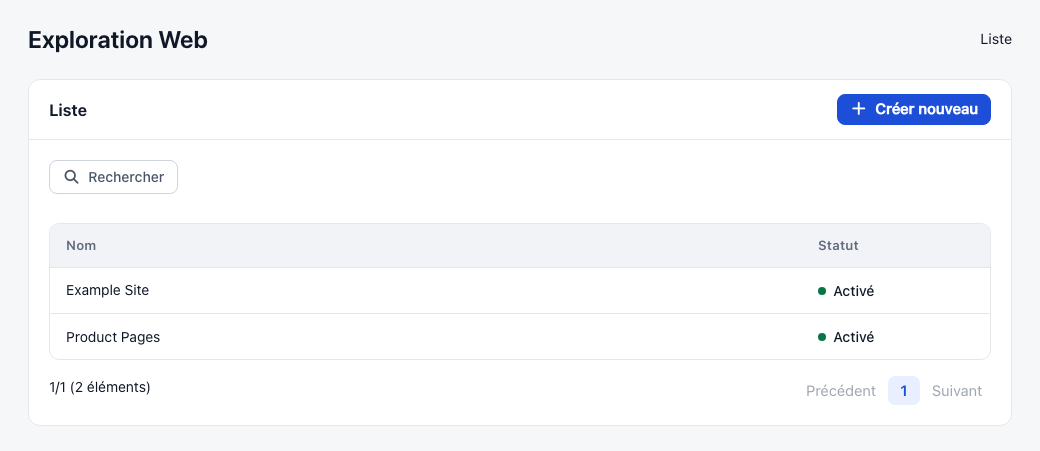 Exploration Web
Liste
Liste
Créer nouveau
Rechercher
Nom Statut
Example Site Activé
Product Pages Activé
1/1 (2 éléments)
Précédent 1 Suivant